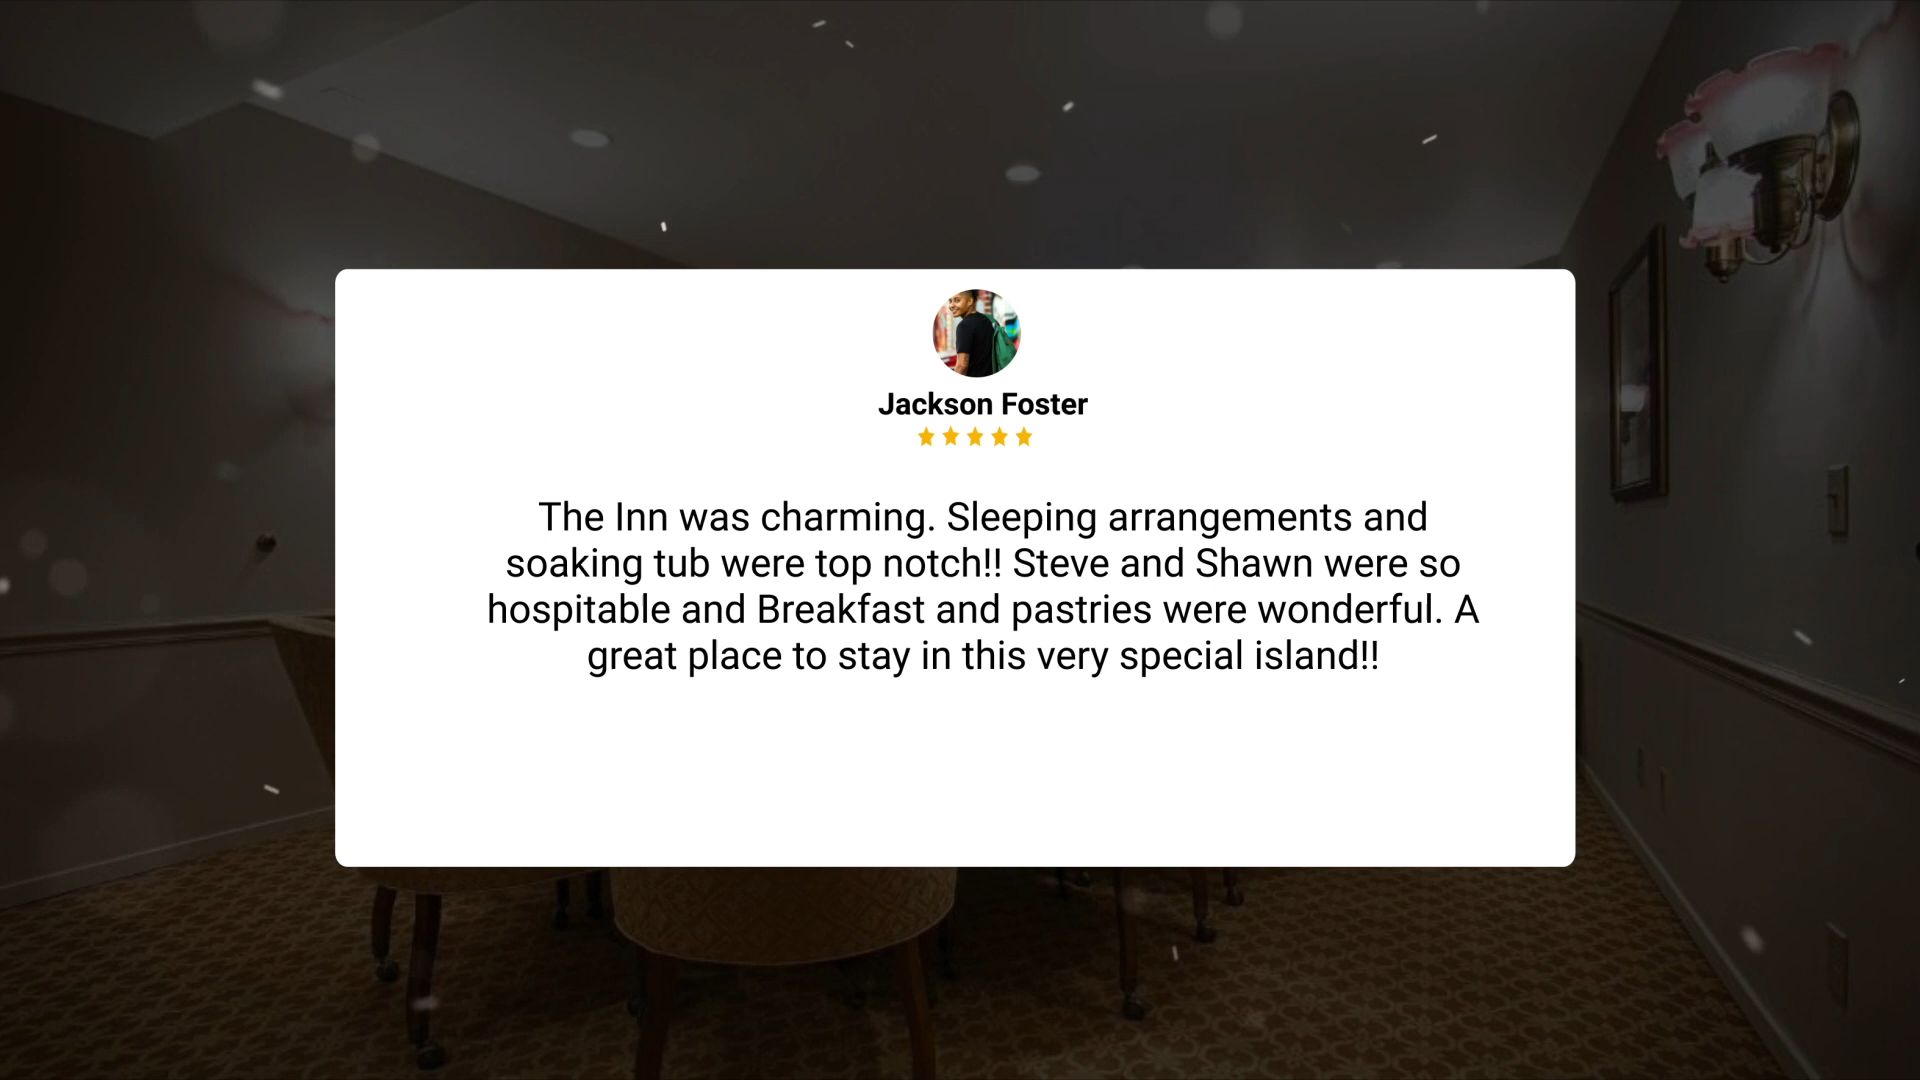 Jackson Foster
The Inn was charming. Sleeping arrangements and
soaking tub were top notch!! Steve and Shawn were so
hospitable and Breakfast and pastries were wonderful. A
great place to stay in this very special island!!